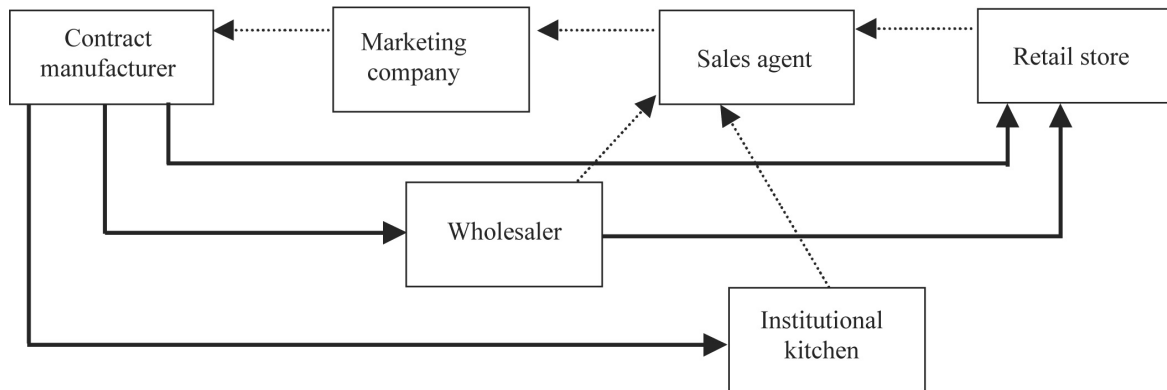 Contract
manufacturer
Marketing
company
Sales agent
Retail store
Wholesaler
Institutional
kitchen